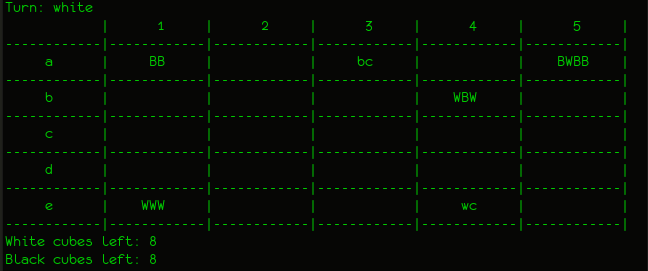 Turn: white
            |     1     |     2     |     3     |     4     |     5     |
------------|-----------|-----------|-----------|-----------|-----------|
     a      |     BB    |           |     bc    |           |    BWBB   |
------------|-----------|-----------|-----------|-----------|-----------|
     b      |           |           |           |    WBW    |           |
------------|-----------|-----------|-----------|-----------|-----------|
     c      |           |           |           |           |           |
------------|-----------|-----------|-----------|-----------|-----------|
     d      |           |           |           |           |           |
------------|-----------|-----------|-----------|-----------|-----------|
     e      |    WWW    |           |           |     wc    |           |
------------|-----------|-----------|-----------|-----------|-----------|
White cubes left: 8
Black cubes left: 8